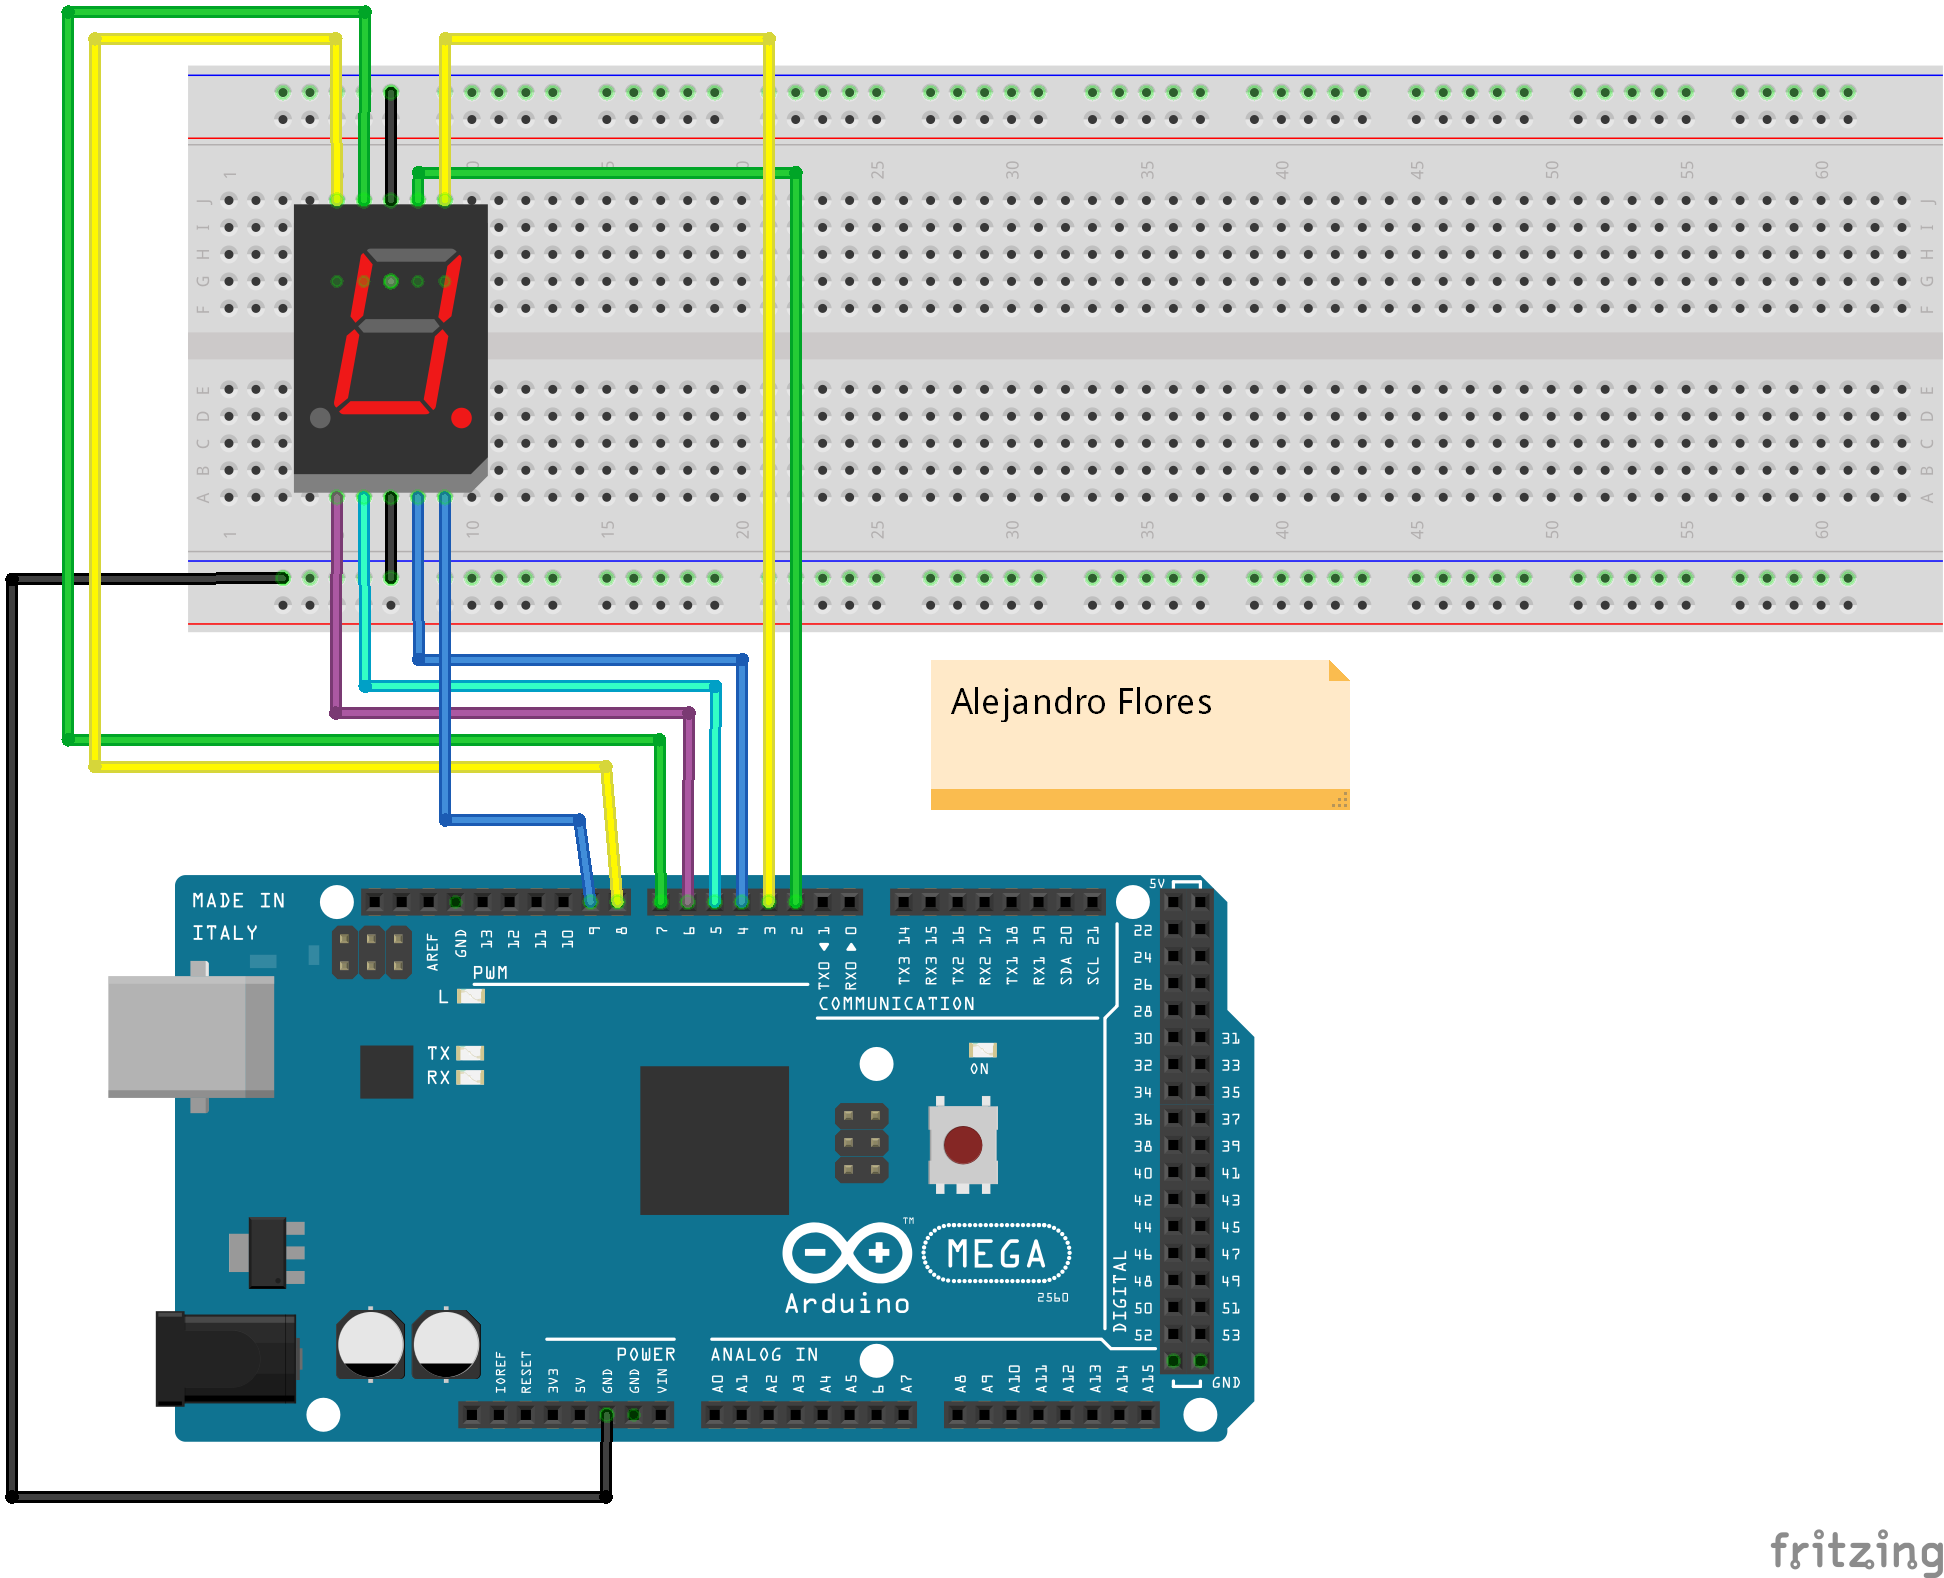 1 5 10 15 20 25 30 35 40 45 50 55 60
J J
I I
H H
G G
F F
E E
D D
C C
B B
A A
1 10 15 20 25 30 35 40 45 50 55 60
Alejandro Flores
MADE IN
ITALY
AREF GND 13 12 11 10 9 8 7 6 5 4 3 2 TX0 1 RX0 0 TX3 14 RX3 15 TX2 16 RX2 17 TX1 18 RX1 19 SDA 20 SCL 21
5V
PWM
L
COMMUNICATION
TX
RX
ON
22
24
26
28
30 31
32 33
34 35
36 37
38 39
40 41
42 43
44 45
46 47
48 49
50 51
52 53
DIGITAL
GND
TM
MEGA
2560
Arduino
POWER ANALOG IN
IOREF RESET 3V3 5V GND GND VIN A0 A1 A2 A3 A4 A5 6 A7 A8 A9 A10 A11 A12 A13 A14 A15
fritzing